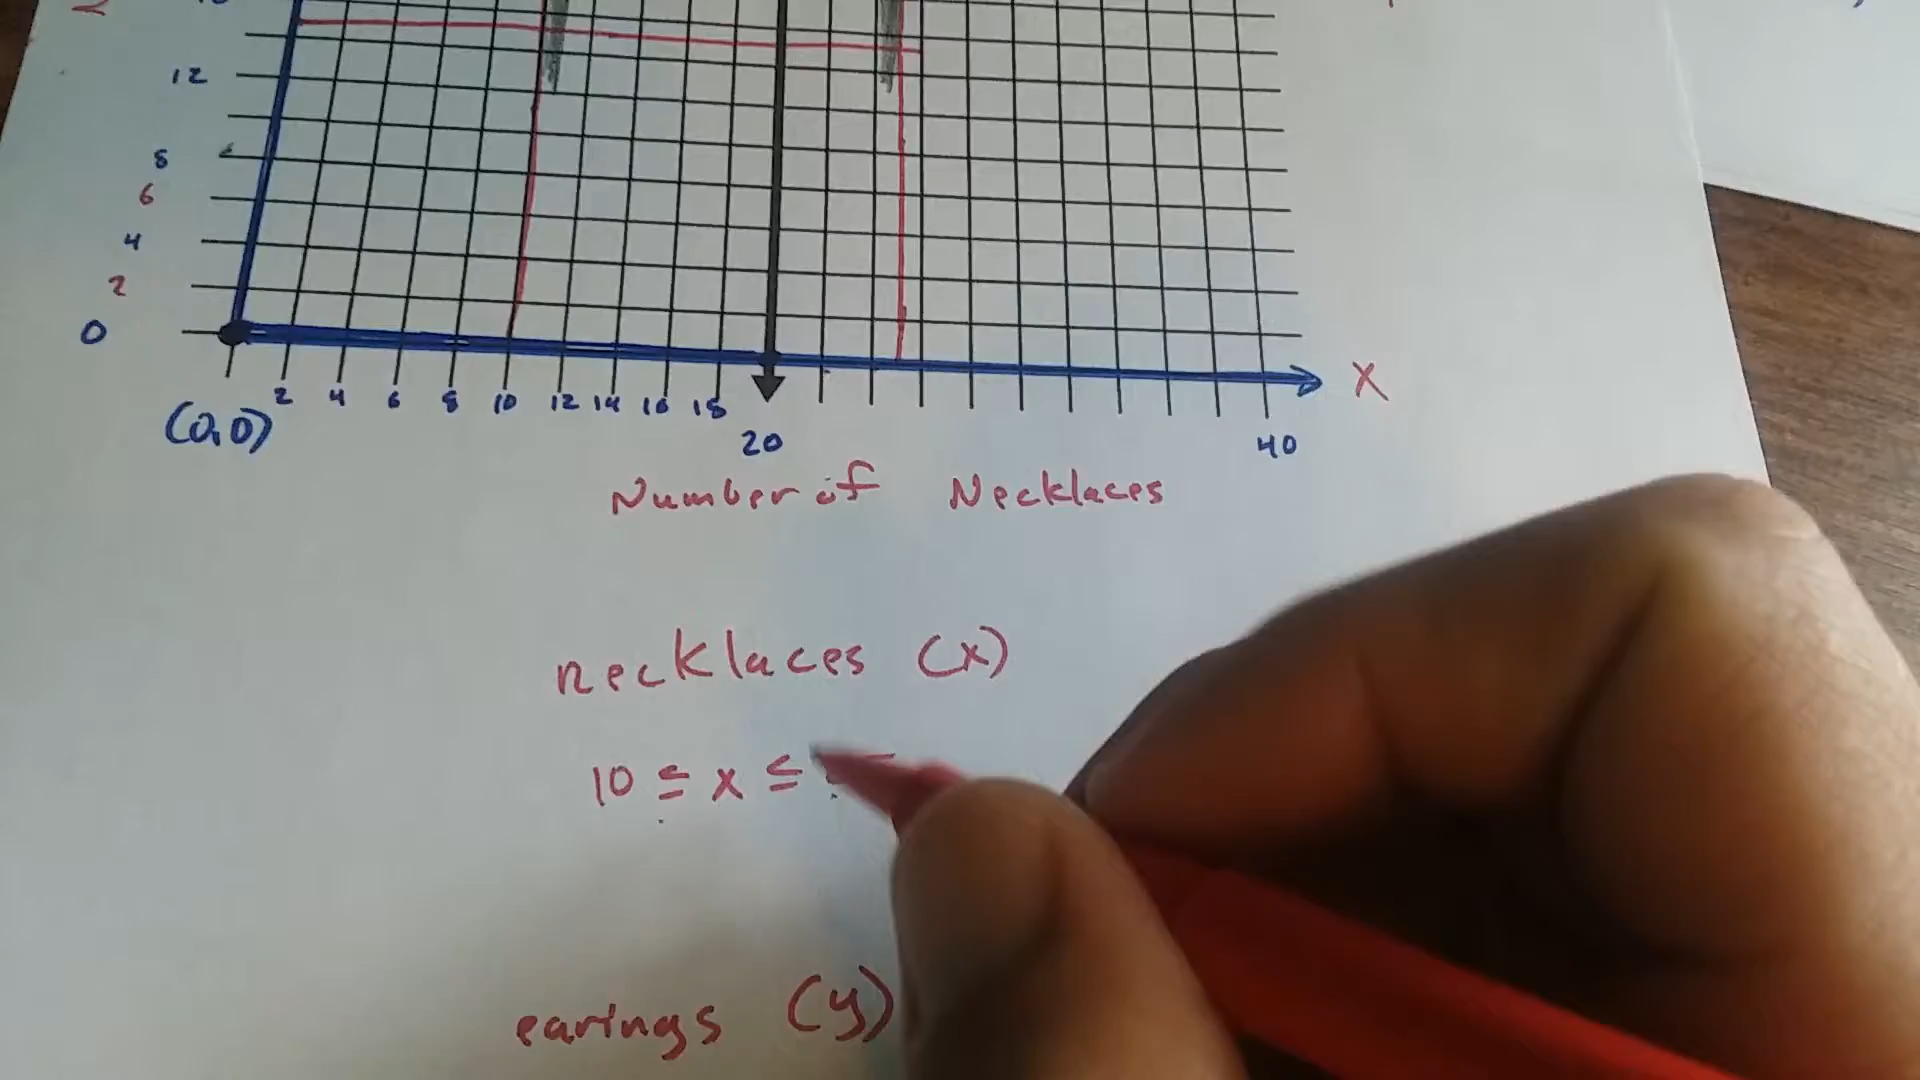 12
8
6
4
2
0
2 4 6 8 10 12 14 16 18
(0,0) 20 40
X
Number of Necklaces
necklaces (x)
10 ≤ x ≤
earings (y)